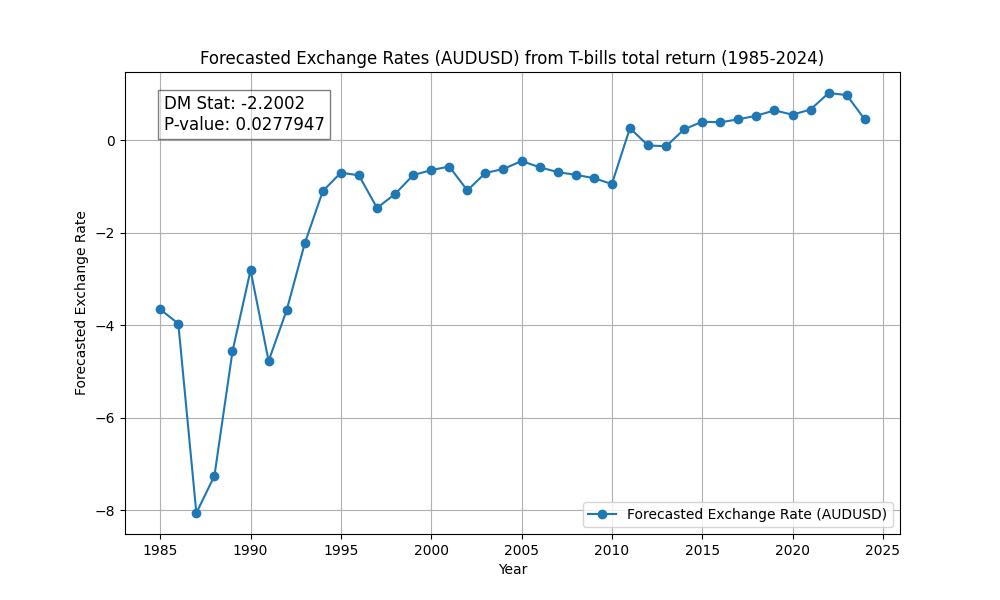 Forecasted Exchange Rates (AUDUSD) from T-bills total return (1985-2024)
DM Stat: -2.2002
P-value: 0.0277947
Forecasted Exchange Rate
0
−2
−4
−6
−8
Forecasted Exchange Rate (AUDUSD)
1985 1990 1995 2000 2005 2010 2015 2020 2025
Year